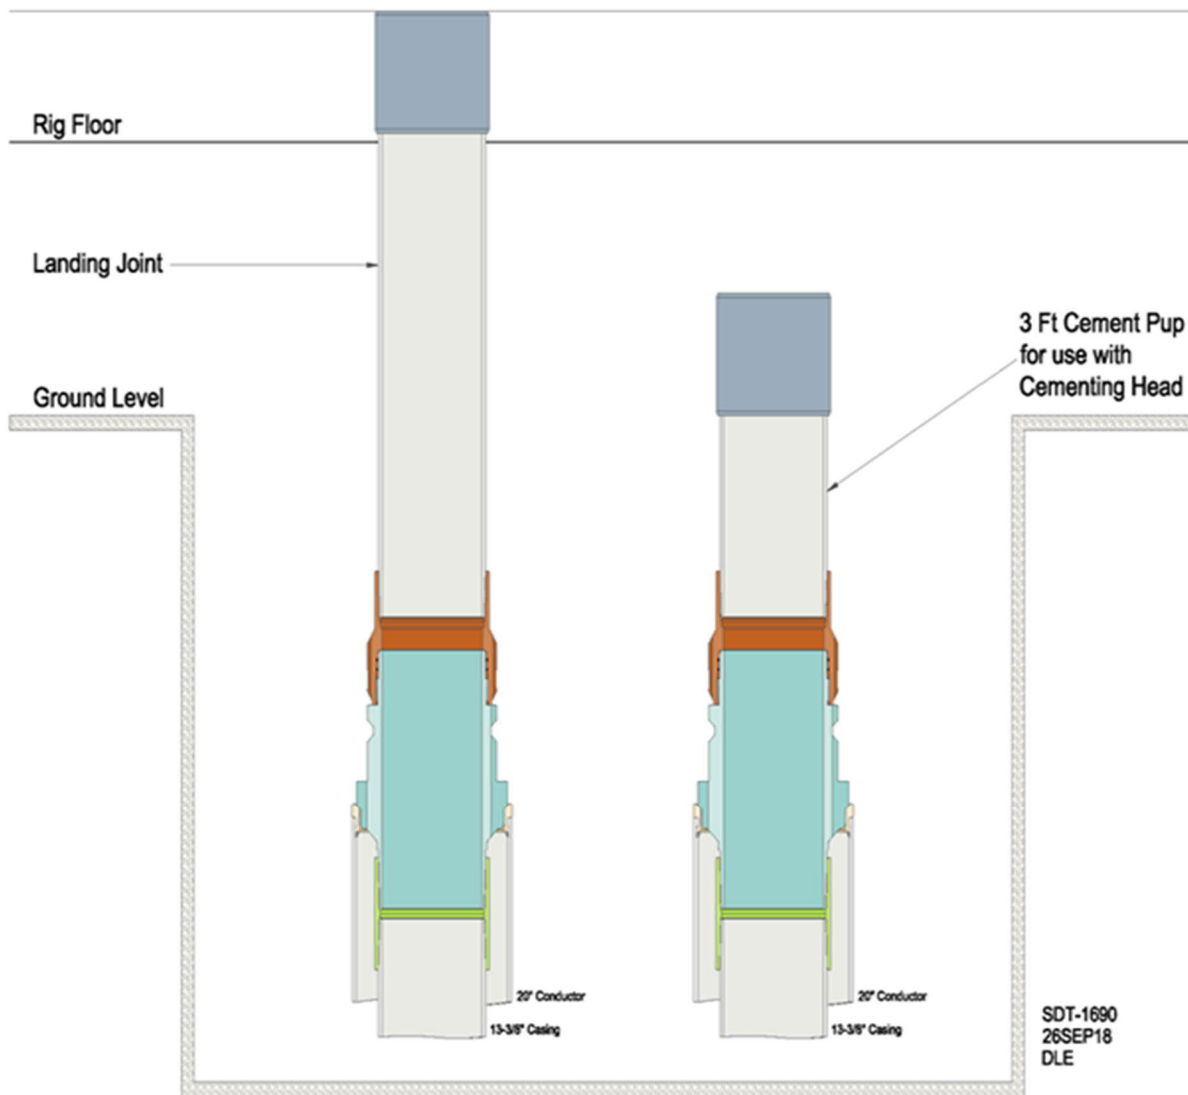 Rig Floor
Landing Joint
3 Ft Cement Pup
for use with
Cementing Head
Ground Level
20" Conductor
13-3/8" Casing
20" Conductor
13-3/8" Casing
SDT-1690
26SEP18
DLE